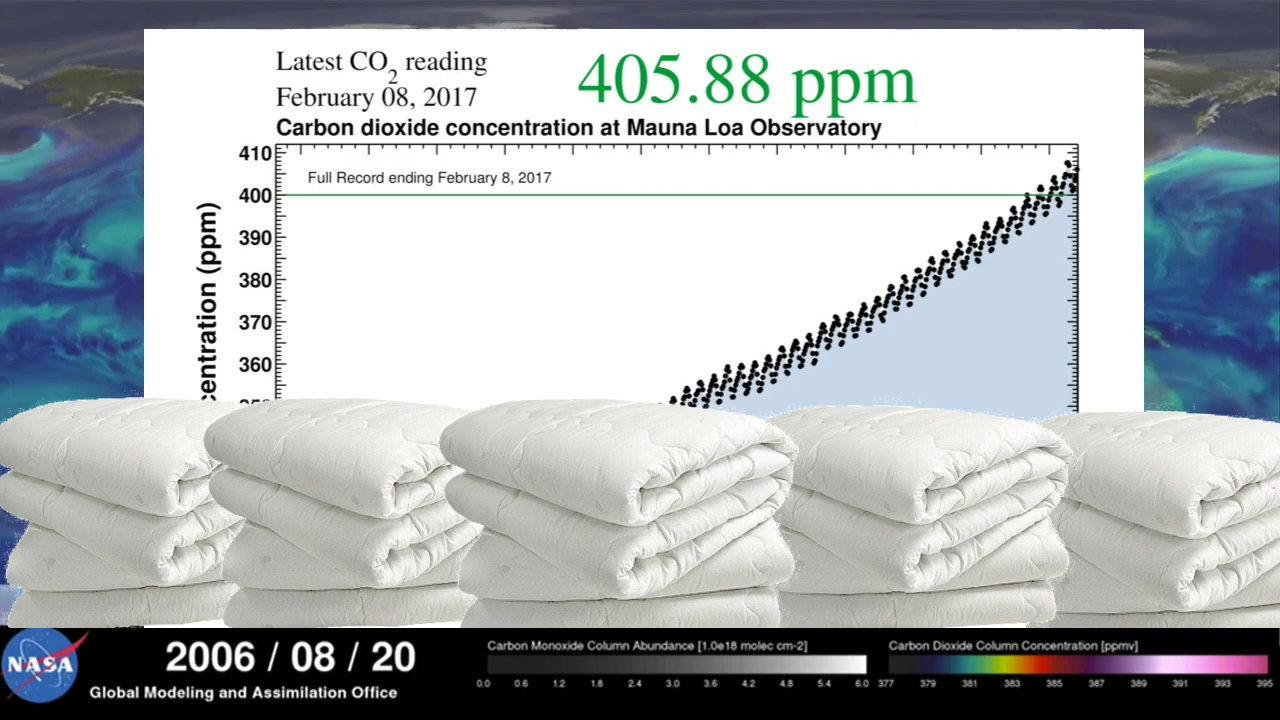 Latest CO2 reading
February 08, 2017
405.88 ppm
Carbon dioxide concentration at Mauna Loa Observatory
Full Record ending February 8, 2017
410
400
390
380
370
360
(ppm)
NASA
2006 / 08 / 20
Global Modeling and Assimilation Office
Carbon Monoxide Column Abundance [1.0e18 molec cm-2]
0.0 0.6 1.2 1.8 2.4 3.0 3.6 4.2 4.8 5.4 6.0
Carbon Dioxide Column Concentration [ppmv]
377 379 381 383 385 387 389 391 393 395